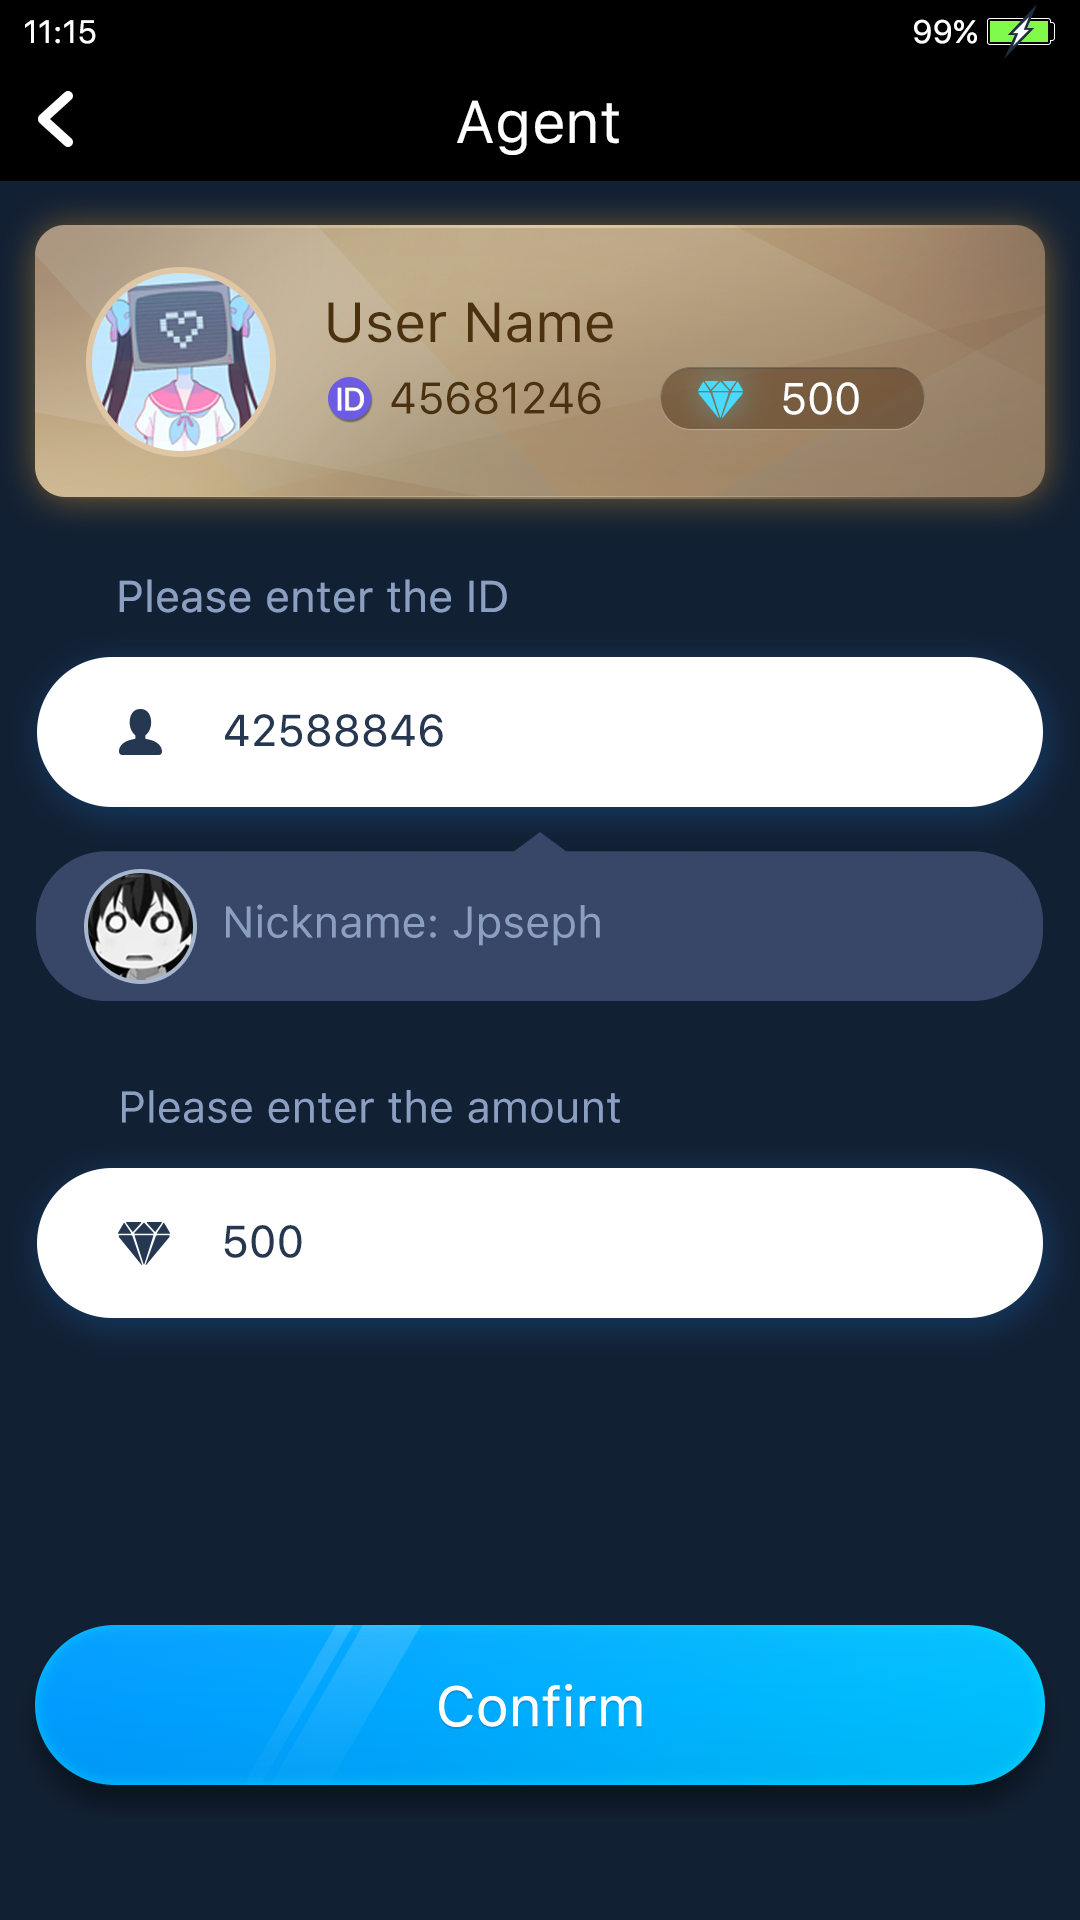 11:15
99%
Agent
User Name
ID 45681246
500
Please enter the ID
42588846
Nickname: Jpseph
Please enter the amount
500
Confirm